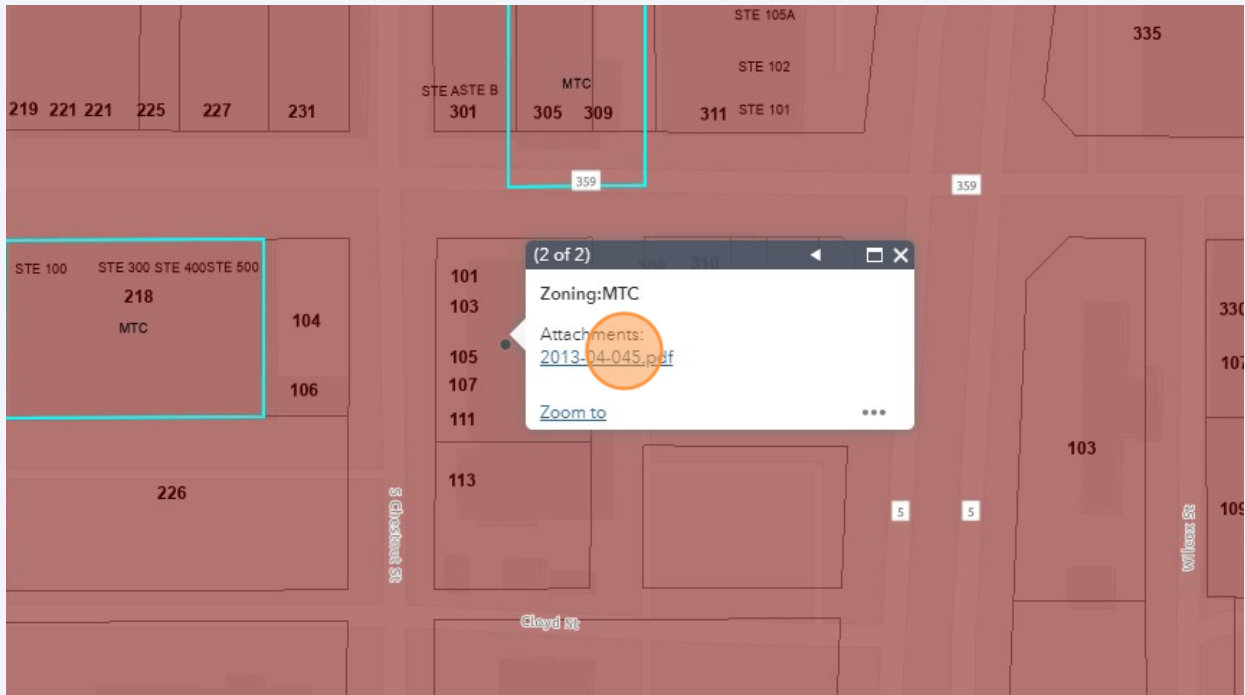 STE 105A
335
STE 102
MTC
STE ASTE B
219 221 221 225 227 231 301 305 309 311 STE 101
359
359
(2 of 2)
Zoning:MTC
Attachments:
2013-04-045.pdf
Zoom to
STE 100 STE 300 STE 400STE 500
218
MTC
104
106
101
103
105
107
111
113
310
330
107
103
226
109
5
5
S Chestnut St
Wilcox St
Cloyd St